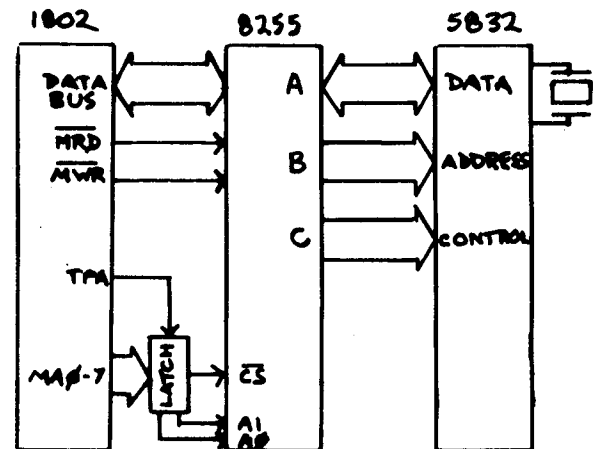 1802
8255
5832
DATA
BUS
A
DATA
MRD
MWR
B
ADDRESS
C
CONTROL
TPA
LATCH
MAØ-7
CS
A1
AØ